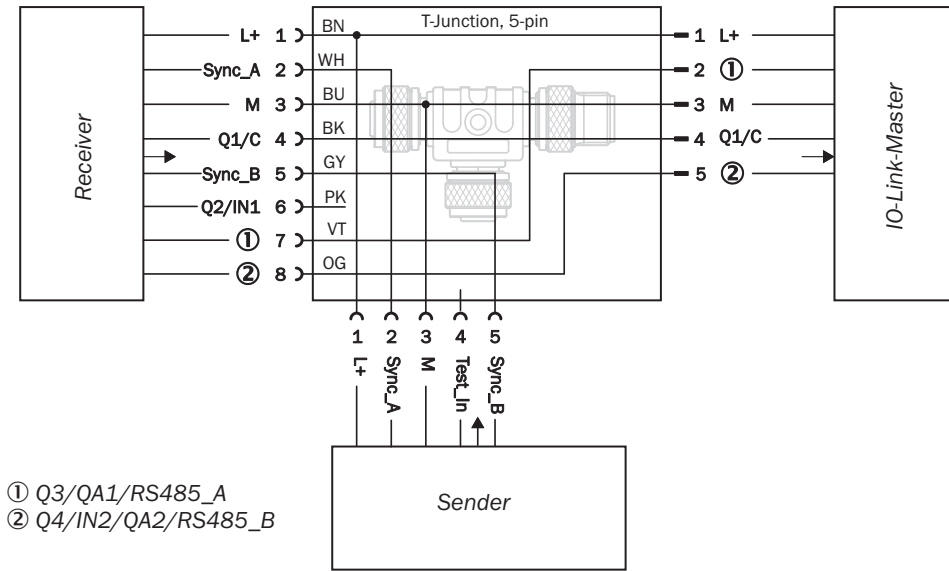 T-Junction, 5-pin
L+ 1 BN 1 L+
Sync_A 2 WH 2 ①
M 3 BU 3 M
Q1/C 4 BK 4 Q1/C
Sync_B 5 GY 5 ②
Q2/IN1 6 PK
① 7 VT
② 8 OG
Receiver
IO-Link-Master
1 2 3 4 5
L+ Sync_A M Test_In Sync_B
Sender
① Q3/QA1/RS485_A
② Q4/IN2/QA2/RS485_B